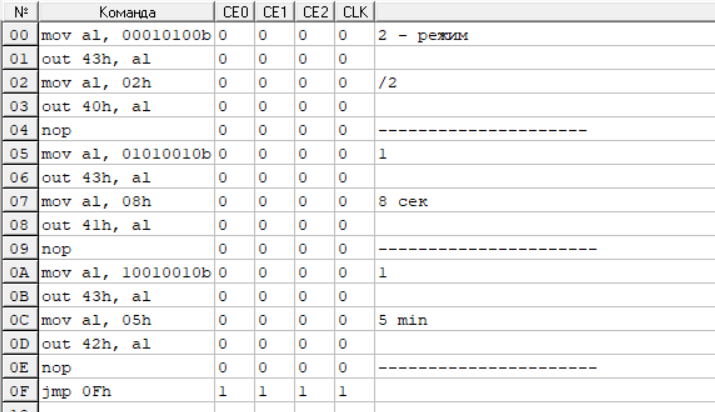 № Команда CE0 CE1 CE2 CLK
00 mov al, 00010100b 0 0 0 0 2 - режим
01 out 43h, al 0 0 0 0
02 mov al, 02h 0 0 0 0 /2
03 out 40h, al 0 0 0 0
04 nop 0 0 0 0 ---------------------
05 mov al, 01010010b 0 0 0 0 1
06 out 43h, al 0 0 0 0
07 mov al, 08h 0 0 0 0 8 сек
08 out 41h, al 0 0 0 0
09 nop 0 0 0 0 ----------------------
0A mov al, 10010010b 0 0 0 0 1
0B out 43h, al 0 0 0 0
0C mov al, 05h 0 0 0 0 5 min
0D out 42h, al 0 0 0 0
0E nop 0 0 0 0 ----------------------
0F jmp 0Fh 1 1 1 1